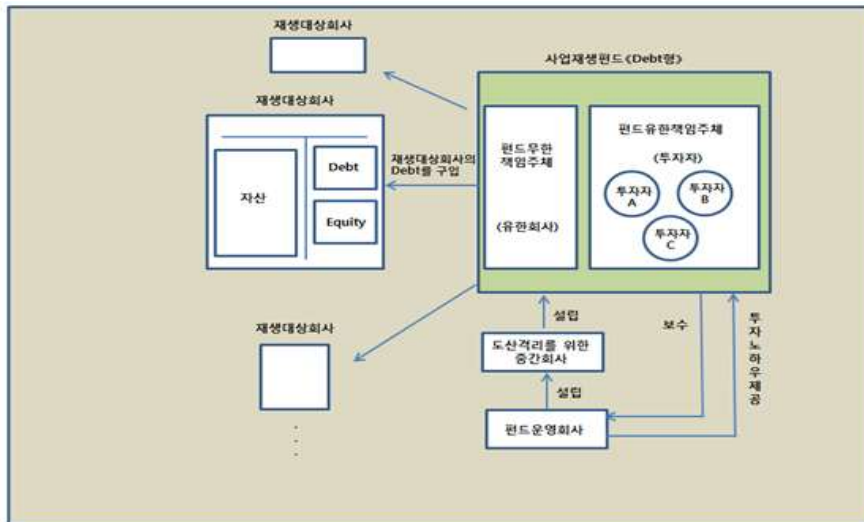 재생대상회사
사업재생펀드《Debt형》
재생대상회사
자산
Debt
Equity
재생대상회사의
Debt를 구입
펀드무한
책임주체
(유한회사)
펀드유한책임주체
(투자자)
투자자
A
투자자
B
투자자
C
재생대상회사
설립
도산격리를 위한
중간회사
설립
펀드운영회사
보수
투
자
노
하
우
제
공